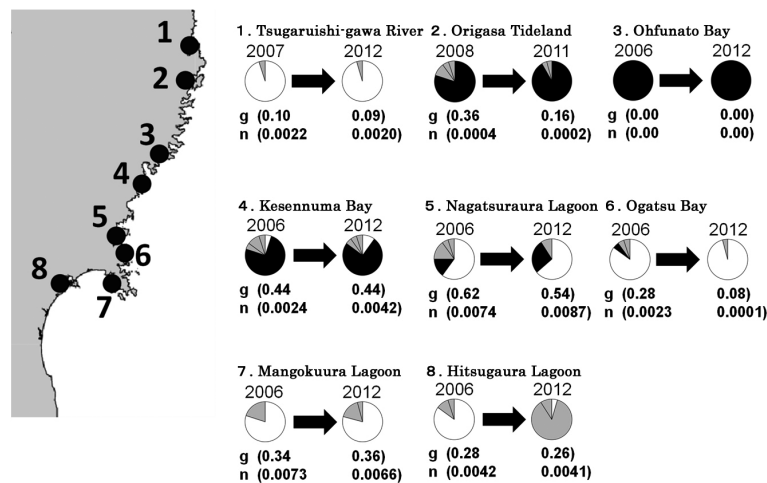 1
2
3
4
5
6
7
8
1. Tsugaruishi-gawa River
2007 2012
g (0.10 0.09)
n (0.0022 0.0020)
2. Origasa Tideland
2008 2011
g (0.36 0.16)
n (0.0004 0.0002)
3. Ohfunato Bay
2006 2012
g (0.00 0.00)
n (0.00 0.00)
4. Kesennuma Bay
2006 2012
g (0.44 0.44)
n (0.0024 0.0042)
5. Nagatsuraura Lagoon
2006 2012
g (0.62 0.54)
n (0.0074 0.0087)
6. Ogatsu Bay
2006 2012
g (0.28 0.08)
n (0.0023 0.0001)
7. Mangokuura Lagoon
2006 2012
g (0.34 0.36)
n (0.0073 0.0066)
8. Hitsugaura Lagoon
2006 2012
g (0.28 0.26)
n (0.0042 0.0041)